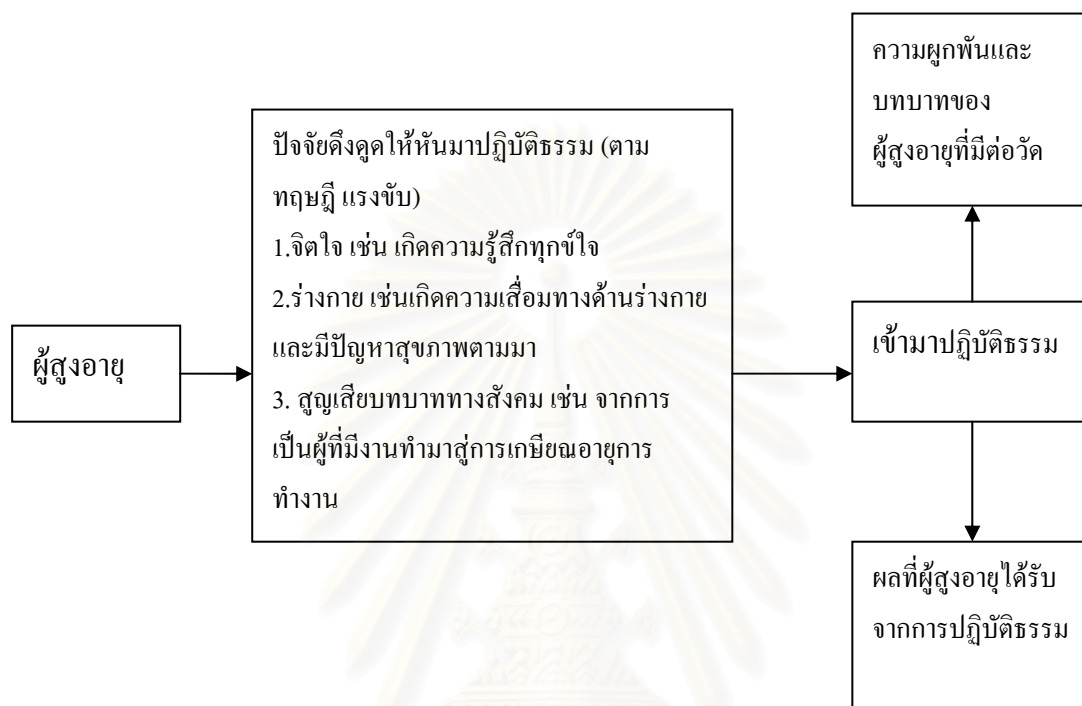 ผู้สูงอายุ
ปัจจัยดึงดูดให้หันมาปฏิบัติธรรม (ตาม
ทฤษฎี แรงขับ)
1.จิตใจ เช่น เกิดความรู้สึกทุกข์ใจ
2.ร่างกาย เช่นเกิดความเสื่อมทางด้านร่างกาย
และมีปัญหาสุขภาพตามมา
3. สูญเสียบทบาททางสังคม เช่น จากการ
เป็นผู้ที่มีงานทำมาสู่การเกษียณอายุการ
ทำงาน
ความผูกพันและ
บทบาทของ
ผู้สูงอายุที่มีต่อวัด
เข้ามาปฏิบัติธรรม
ผลที่ผู้สูงอายุได้รับ
จากการปฏิบัติธรรม